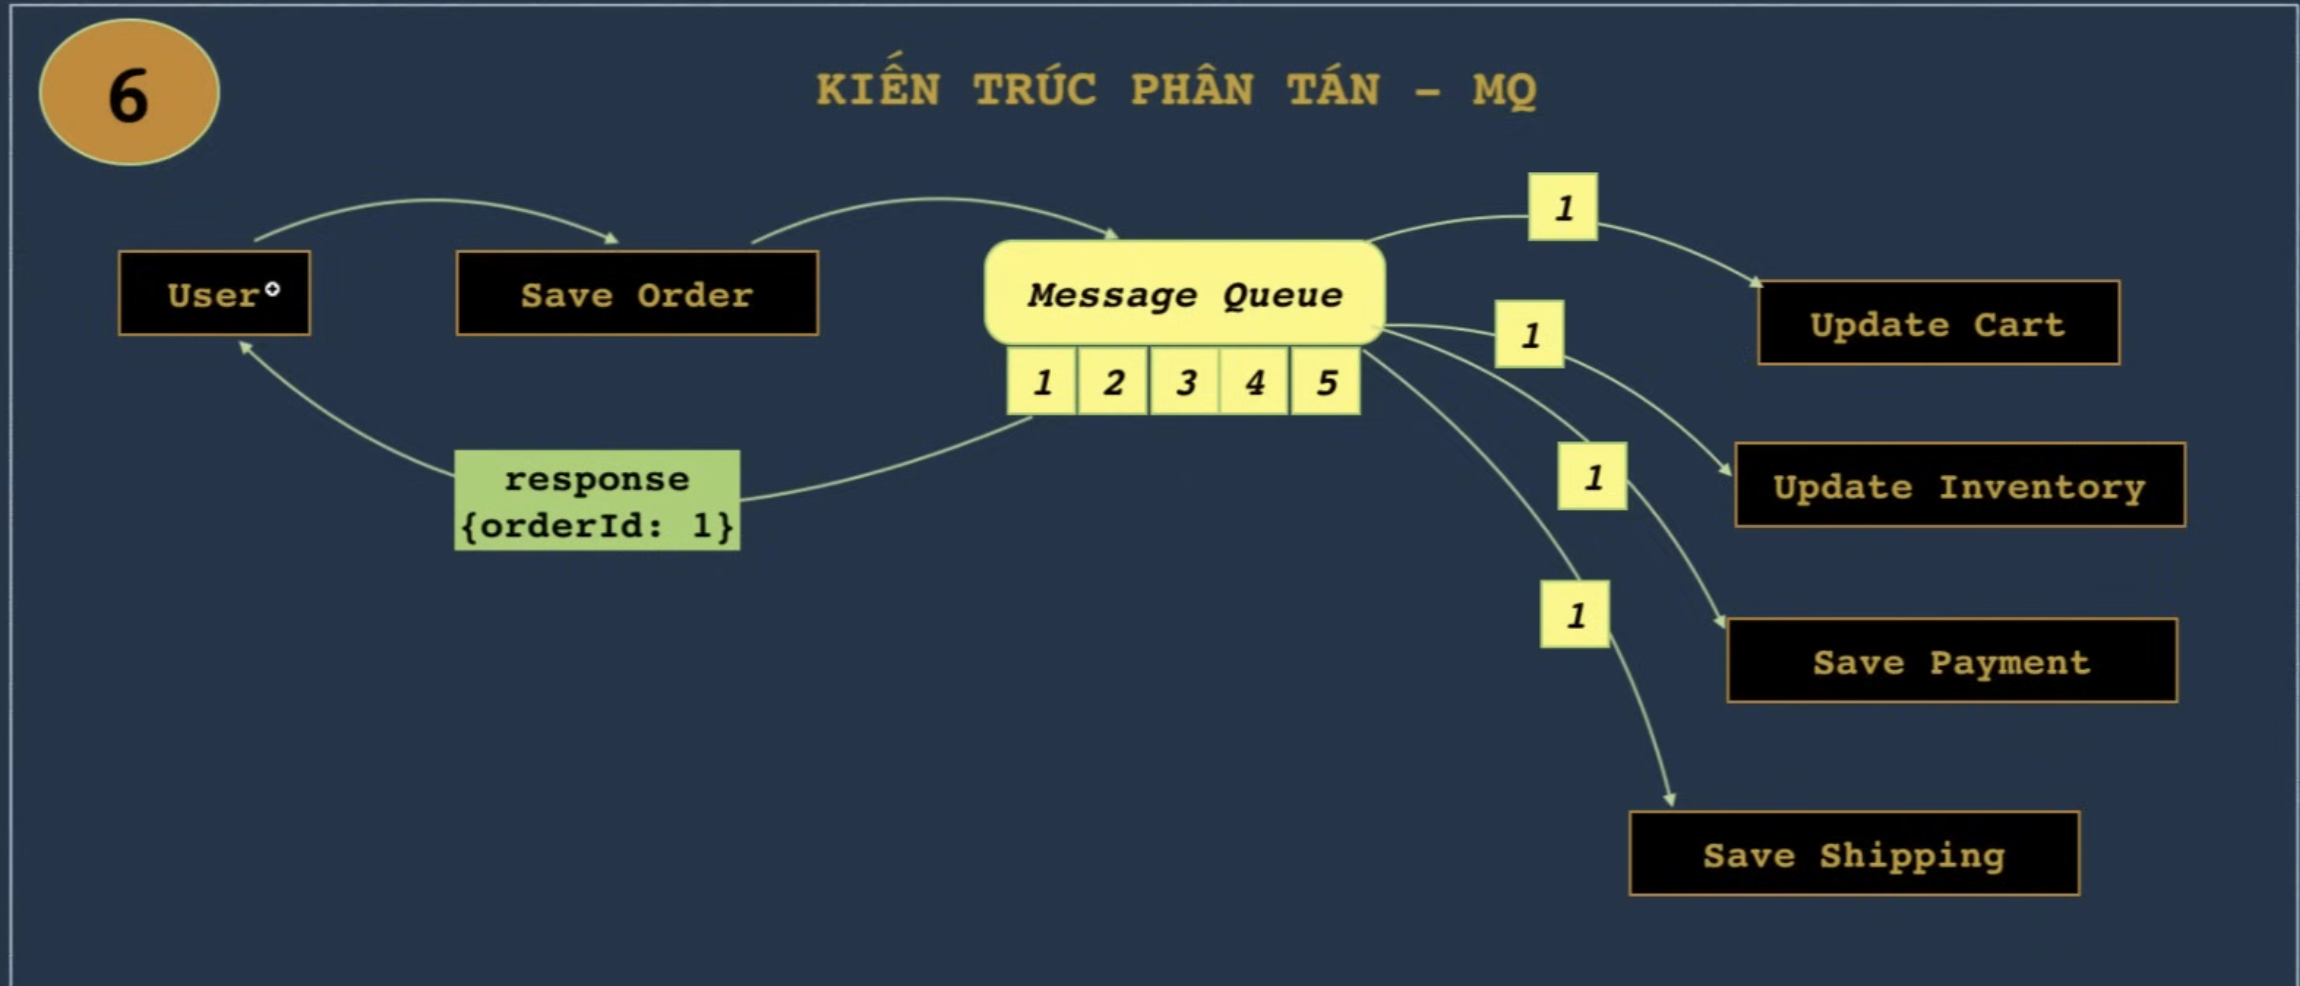 6
KIẾN TRÚC PHÂN TÁN – MQ
User
Save Order
Message Queue
1 2 3 4 5
response
{orderId: 1}
1
1
1
1
Update Cart
Update Inventory
Save Payment
Save Shipping